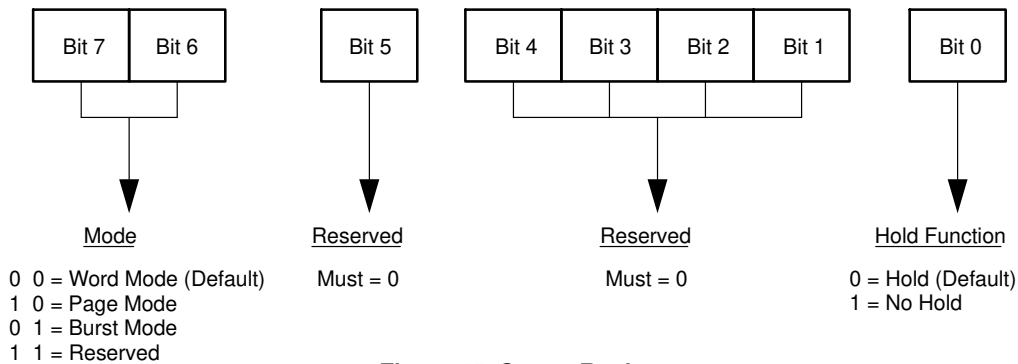 Bit 7 Bit 6 Bit 5 Bit 4 Bit 3 Bit 2 Bit 1 Bit 0
Mode Reserved Reserved Hold Function
0 0 = Word Mode (Default) Must = 0 Must = 0 0 = Hold (Default)
1 0 = Page Mode 1 = No Hold
0 1 = Burst Mode
1 1 = Reserved